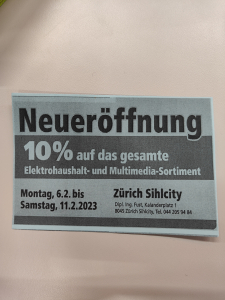 Neueröffnung
10% auf das gesamte
Elektrohaushalt- und Multimedia-Sortiment
Montag, 6.2. bis
Samstag, 11.2.2023
Zürich Sihlcity
Dipl. Ing. Fust, Kalanderplatz 1
8045 Zürich Sihlcity, Tel. 044 205 94 84